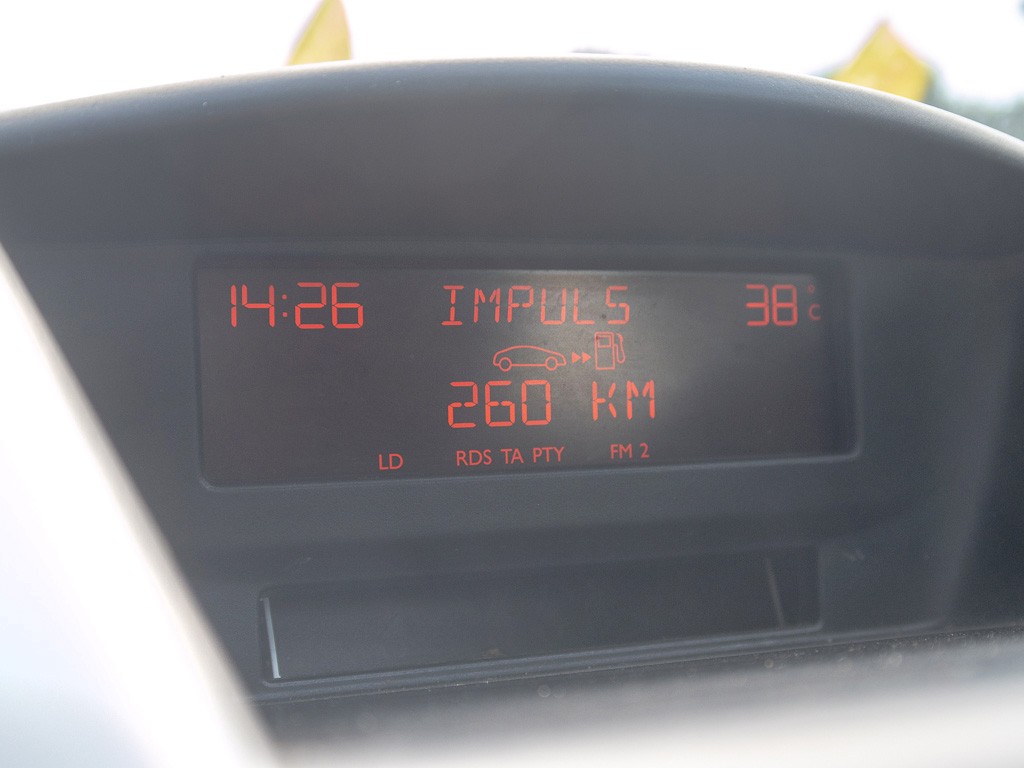 14:26 IMPULS 38°C
260 KM
LD RDS TA PTY FM 2